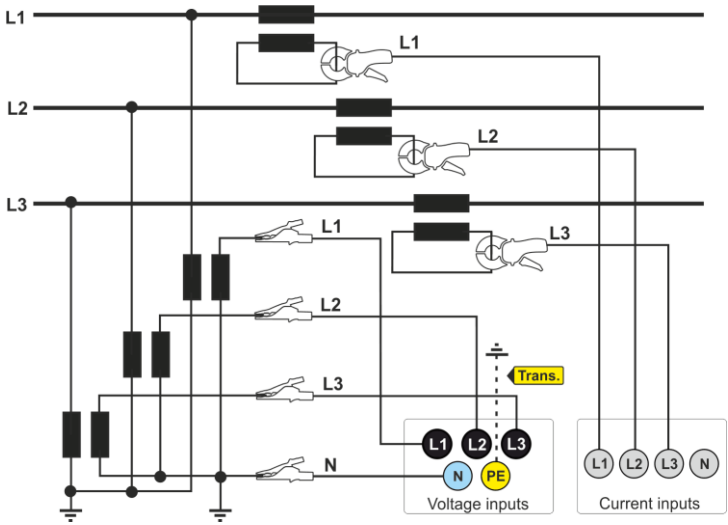 L1
L1
L2
L2
L3
L3
L1
L2
Trans.
L3
L1 L2 L3
N
N PE
L1 L2 L3 N
Voltage inputs
Current inputs